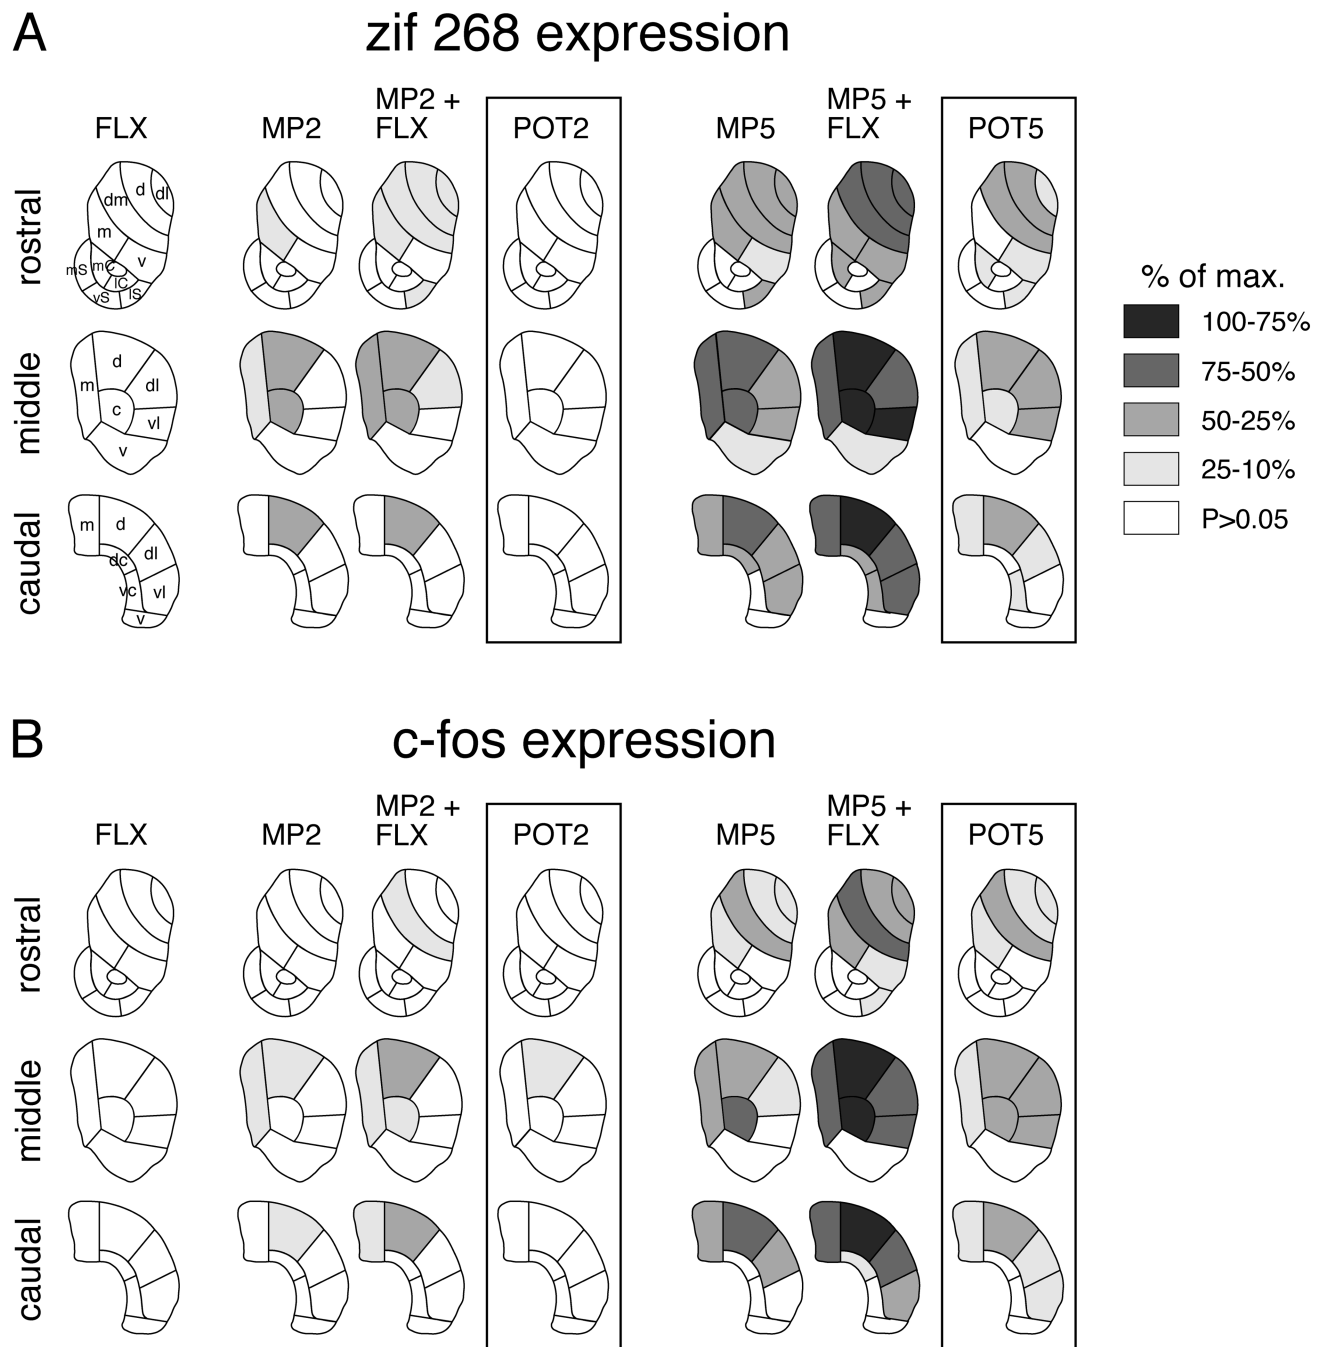 A
zif 268 expression
FLX
MP2
MP2 +
FLX
POT2
MP5
MP5 +
FLX
POT5
rostral
dm
d
dl
m
mS
mC
v
lC
vS
lS
middle
d
m
dl
c
vl
v
caudal
m
d
dc
dl
vc
vl
v
% of max.
100-75%
75-50%
50-25%
25-10%
P>0.05
B
c-fos expression
FLX
MP2
MP2 +
FLX
POT2
MP5
MP5 +
FLX
POT5
rostral
middle
caudal